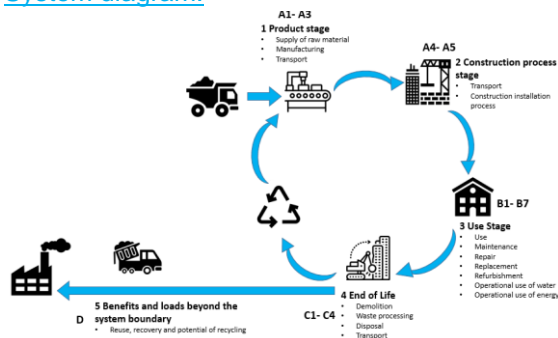 System diagram:
A1- A3
1 Product stage
• Supply of raw material
• Manufacturing
• Transport
A4- A5
2 Construction process
stage
• Transport
• Construction installation
process
B1- B7
3 Use Stage
• Use
• Maintenance
• Repair
• Replacement
• Refurbishment
• Operational use of water
• Operational use of energy
4 End of Life
C1- C4
• Demolition
• Waste processing
• Disposal
• Transport
5 Benefits and loads beyond the
system boundary
D
• Reuse, recovery and potential of recycling